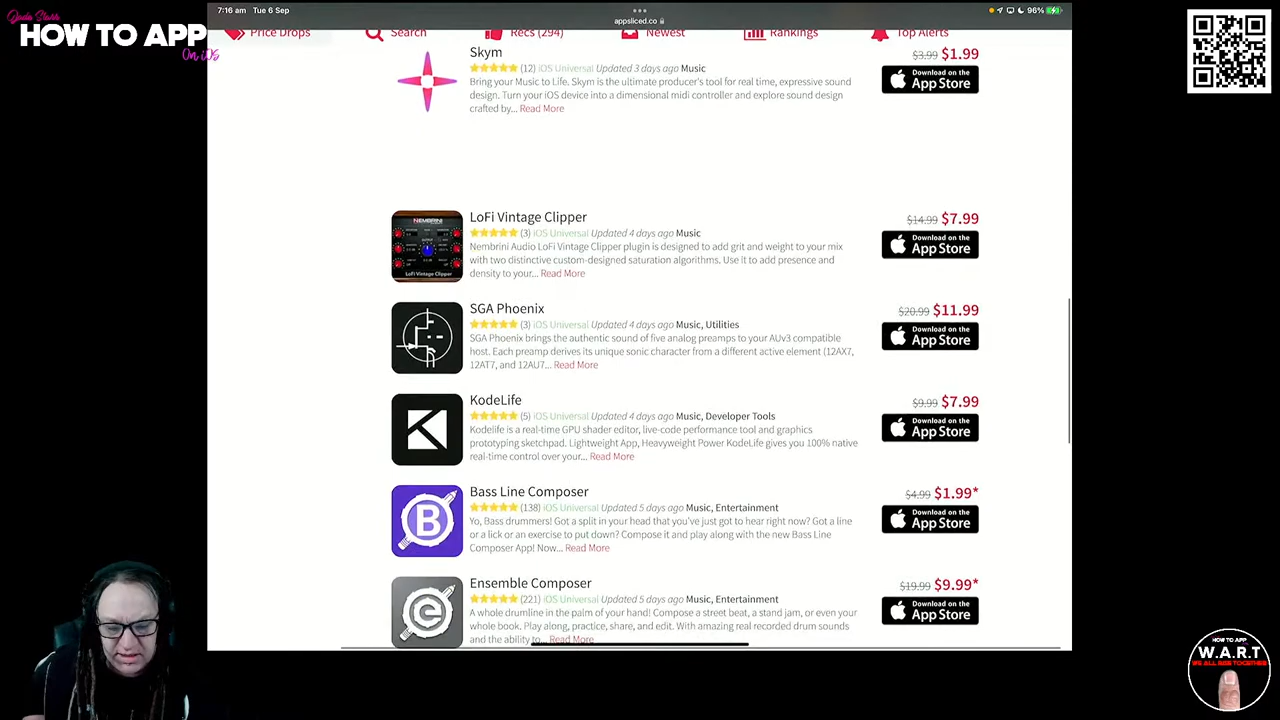 Jade Starr
HOW TO APP
On iOS
7:16 am Tue 6 Sep
appsliced.co
96%
Price Drops
Search
Recs (294)
Newest
Rankings
Top Alerts
Skym
(12) iOS Universal Updated 3 days ago Music
Bring your Music to Life. Skym is the ultimate producer's tool for real time, expressive sound
design. Turn your iOS device into a dimensional midi controller and explore sound design
crafted by... Read More
$3.99 $1.99
Download on the
App Store
LoFi Vintage Clipper
(3) iOS Universal Updated 4 days ago Music
Nembrini Audio LoFi Vintage Clipper plugin is designed to add grit and weight to your mix
with two distinctive custom-designed saturation algorithms. Use it to add presence and
density to your... Read More
NEMBRINI
LoFi Vintage Clipper
$14.99 $7.99
Download on the
App Store
SGA Phoenix
(3) iOS Universal Updated 4 days ago Music, Utilities
SGA Phoenix brings the authentic sound of five analog preamps to your AUv3 compatible
host. Each preamp derives its unique sonic character from a different active element (12AX7,
12AT7, and 12AU7... Read More
$20.99 $11.99
Download on the
App Store
K
KodeLife
(5) iOS Universal Updated 4 days ago Music, Developer Tools
Kodelife is a real-time GPU shader editor, live-code performance tool and graphics
prototyping sketchpad. Lightweight App, Heavyweight Power KodeLife gives you 100% native
real-time control over your... Read More
$9.99 $7.99
Download on the
App Store
B
Bass Line Composer
(138) iOS Universal Updated 5 days ago Music, Entertainment
Yo, Bass drummers! Got a split in your head that you've just got to hear right now? Got a line
or a lick or an exercise to put down? Compose it and play along with the new Bass Line
Composer App! Now... Read More
$4.99 $1.99*
Download on the
App Store
e
Ensemble Composer
(221) iOS Universal Updated 5 days ago Music, Entertainment
A whole drumline in the palm of your hand! Compose a street beat, a stand jam, or even your
whole book. Play along, practice, share, and edit. With amazing real recorded drum sounds
and the ability to... Read More
$19.99 $9.99*
Download on the
App Store
HOW TO APP
W.A.R.T
WE ALL RISE TOGETHER